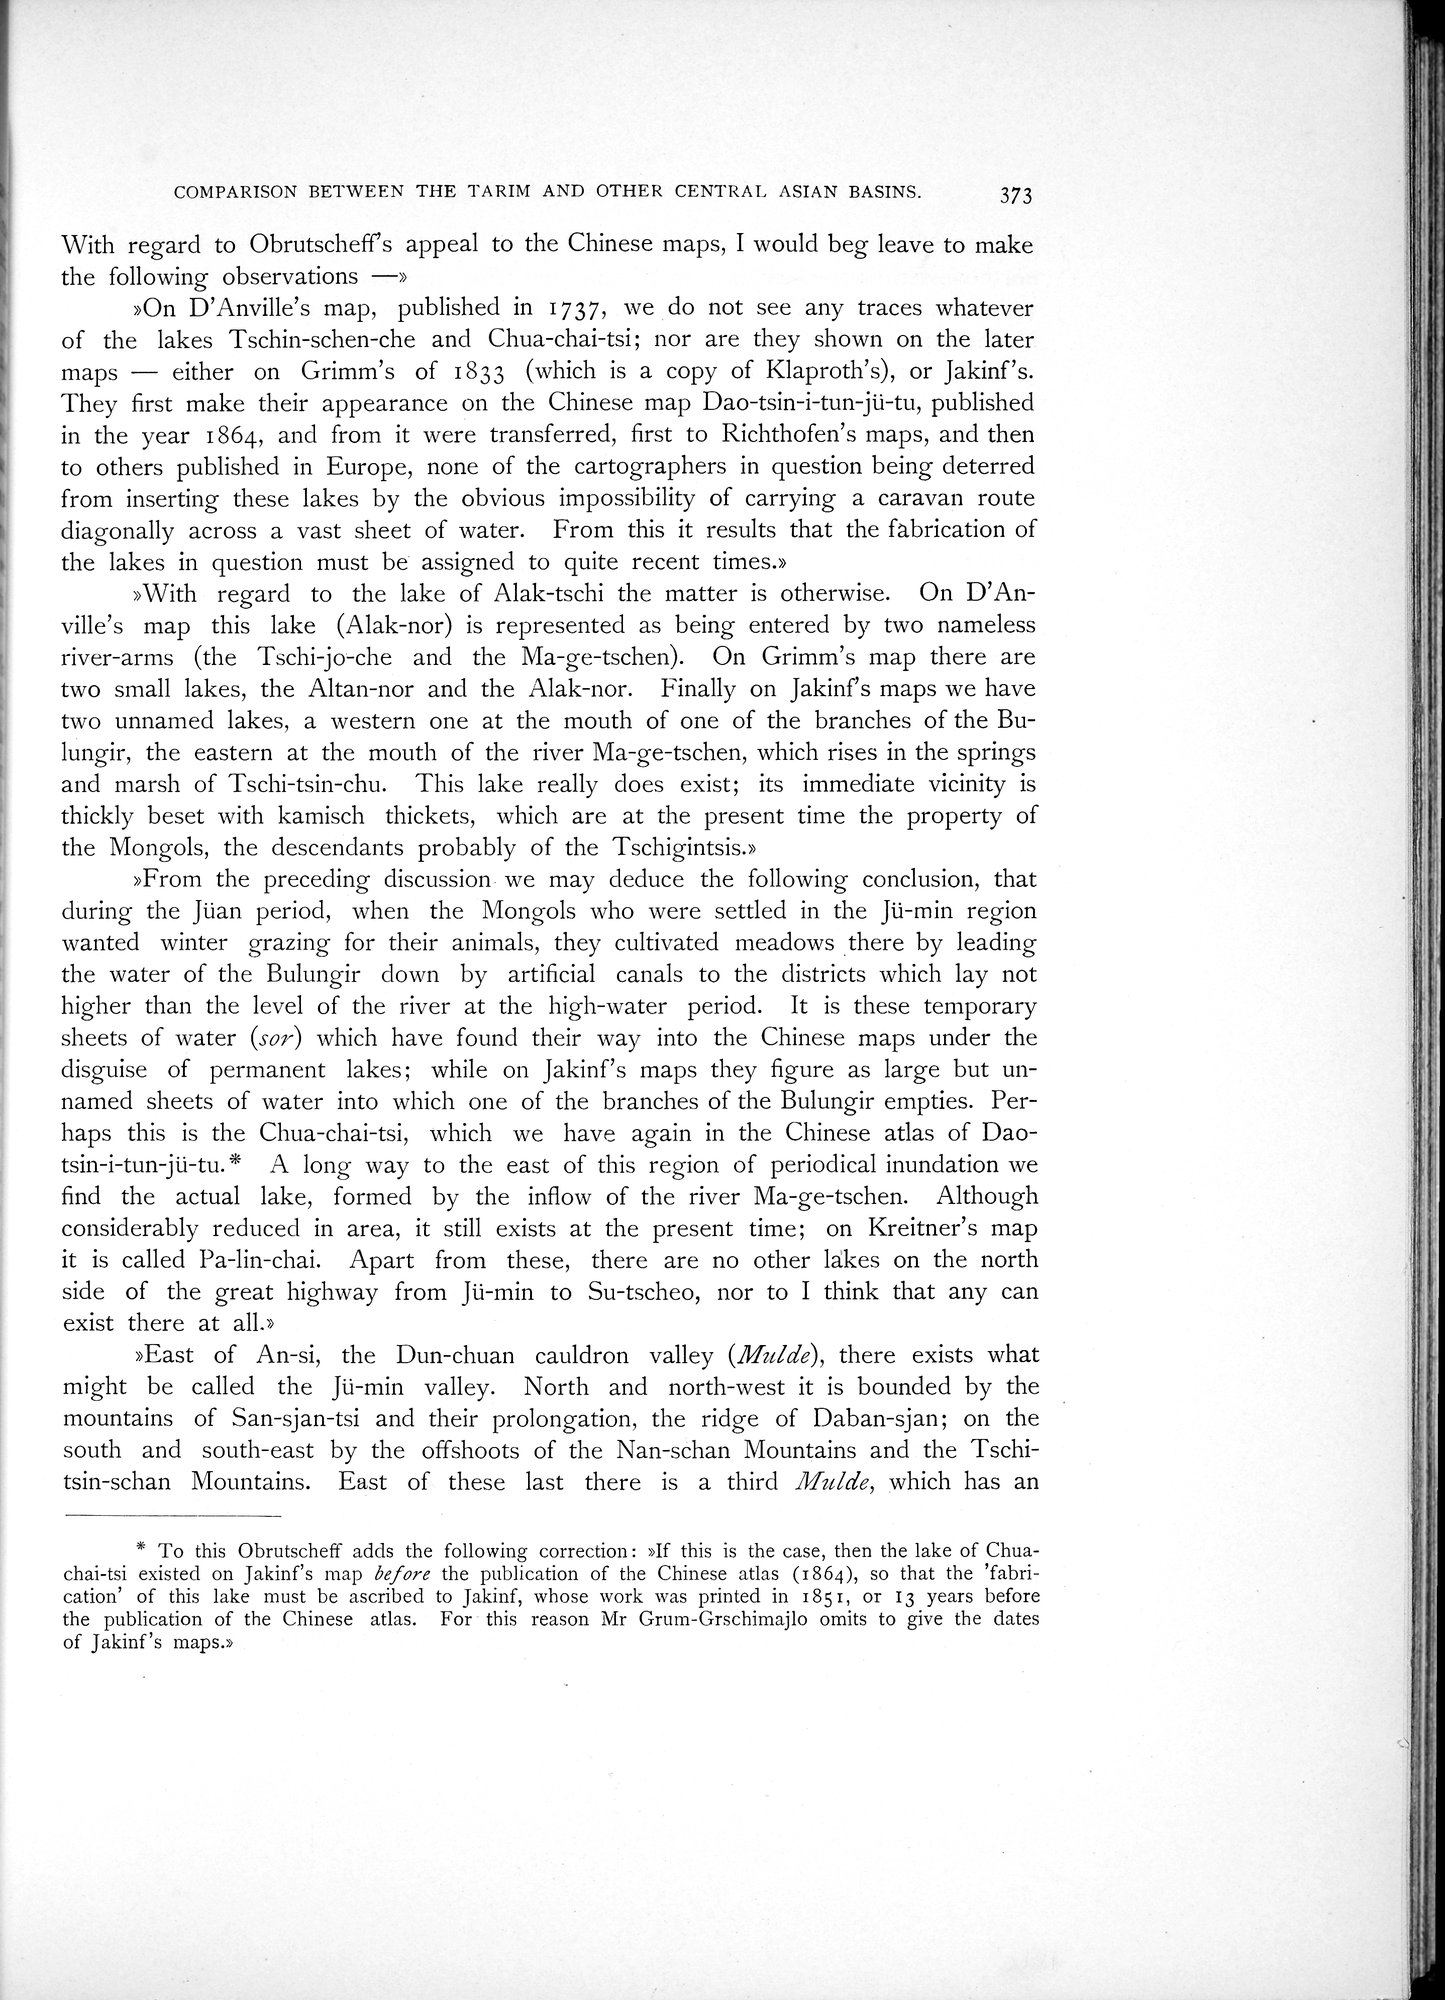 COMPARISON BETWEEN THE TARIM AND OTHER CENTRAL ASIAN BASINS. 373
With regard to Obrutscheff's appeal to the Chinese maps, I would beg leave to make
the following observations —»
»On D'Anville's map, published in 1737, we do not see any traces whatever
of the lakes Tschin-schen-che and Chua-chai-tsi; nor are they shown on the later
maps — either on Grimm's of 1833 (which is a copy of Klaproth's), or Jakinf's.
They first make their appearance on the Chinese map Dao-tsin-i-tun-jü-tu, published
in the year 1864, and from it were transferred, first to Richthofen's maps, and then
to others published in Europe, none of the cartographers in question being deterred
from inserting these lakes by the obvious impossibility of carrying a caravan route
diagonally across a vast sheet of water. From this it results that the fabrication of
the lakes in question must be assigned to quite recent times.»
»With regard to the lake of Alak-tschi the matter is otherwise. On D'An-
ville's map this lake (Alak-nor) is represented as being entered by two nameless
river-arms (the Tschi-jo-che and the Ma-ge-tschen). On Grimm's map there are
two small lakes, the Altan-nor and the Alak-nor. Finally on Jakinf's maps we have
two unnamed lakes, a western one at the mouth of one of the branches of the Bu-
lungir, the eastern at the mouth of the river Ma-ge-tschen, which rises in the springs
and marsh of Tschi-tsin-chu. This lake really does exist; its immediate vicinity is
thickly beset with kamisch thickets, which are at the present time the property of
the Mongols, the descendants probably of the Tschigintsis.»
»From the preceding discussion we may deduce the following conclusion, that
during the Jüan period, when the Mongols who were settled in the Jü-min region
wanted winter grazing for their animals, they cultivated meadows there by leading
the water of the Bulungir down by artificial canals to the districts which lay not
higher than the level of the river at the high-water period. It is these temporary
sheets of water (sor) which have found their way into the Chinese maps under the
disguise of permanent lakes; while on Jakinf's maps they figure as large but un-
named sheets of water into which one of the branches of the Bulungir empties. Per-
haps this is the Chua-chai-tsi, which we have again in the Chinese atlas of Dao-
tsin-i-tun-jü-tu.* A long way to the east of this region of periodical inundation we
find the actual lake, formed by the inflow of the river Ma-ge-tschen. Although
considerably reduced in area, it still exists at the present time; on Kreitner's map
it is called Pa-lin-chai. Apart from these, there are no other lakes on the north
side of the great highway from Jü-min to Su-tscheo, nor to I think that any can
exist there at all.»
»East of An-si, the Dun-chuan cauldron valley (Mulde), there exists what
might be called the Jü-min valley. North and north-west it is bounded by the
mountains of San-sjan-tsi and their prolongation, the ridge of Daban-sjan; on the
south and south-east by the offshoots of the Nan-schan Mountains and the Tschi-
tsin-schan Mountains. East of these last there is a third Mulde, which has an
* To this Obrutscheff adds the following correction: »If this is the case, then the lake of Chua-
chai-tsi existed on Jakinf's map before the publication of the Chinese atlas (1864), so that the 'fabri-
cation' of this lake must be ascribed to Jakinf, whose work was printed in 1851, or 13 years before
the publication of the Chinese atlas. For this reason Mr Grum-Grschimajlo omits to give the dates
of Jakinf's maps.»